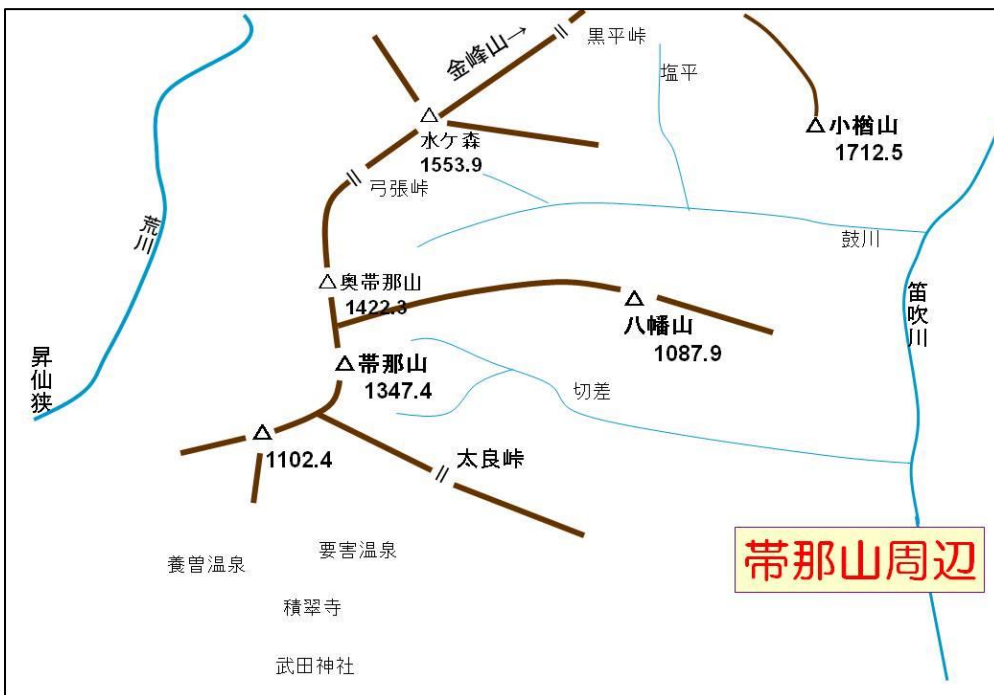 金峰山→
黒平峠
塩平
小楢山
1712.5
水ケ森
1553.9
弓張峠
荒川
鼓川
奥帯那山
1422.3
笛吹川
八幡山
1087.9
昇仙狭
帯那山
1347.4
切差
1102.4
太良峠
帯那山周辺
養曽温泉
要害温泉
積翠寺
武田神社